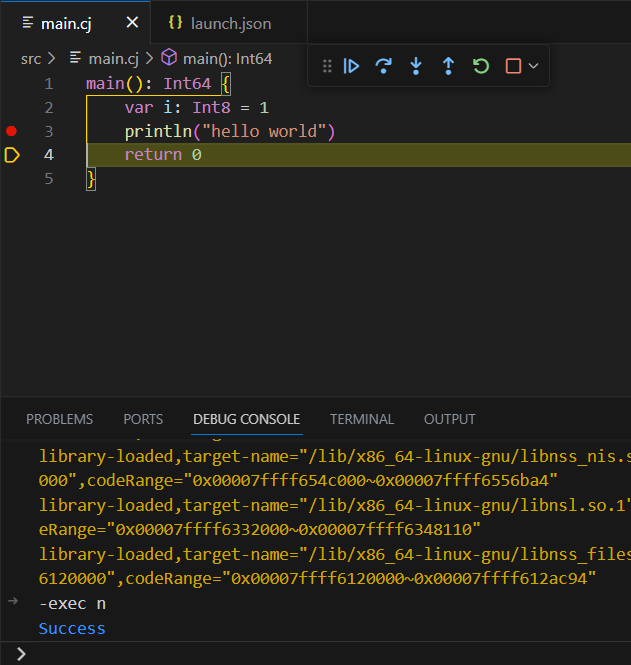 main.cj
launch.json
src > main.cj > main(): Int64
1 main(): Int64 {
2 var i: Int8 = 1
3 println("hello world")
4 return 0
5 }
PROBLEMS PORTS DEBUG CONSOLE TERMINAL OUTPUT
library-loaded,target-name="/lib/x86_64-linux-gnu/libnss_nis.s
000",codeRange="0x00007ffff654c000~0x00007ffff6556ba4"
library-loaded,target-name="/lib/x86_64-linux-gnu/libnsl.so.1"
eRange="0x00007ffff6332000~0x00007ffff6348110"
library-loaded,target-name="/lib/x86_64-linux-gnu/libnss_files
6120000",codeRange="0x00007ffff6120000~0x00007ffff612ac94"
-exec n
Success